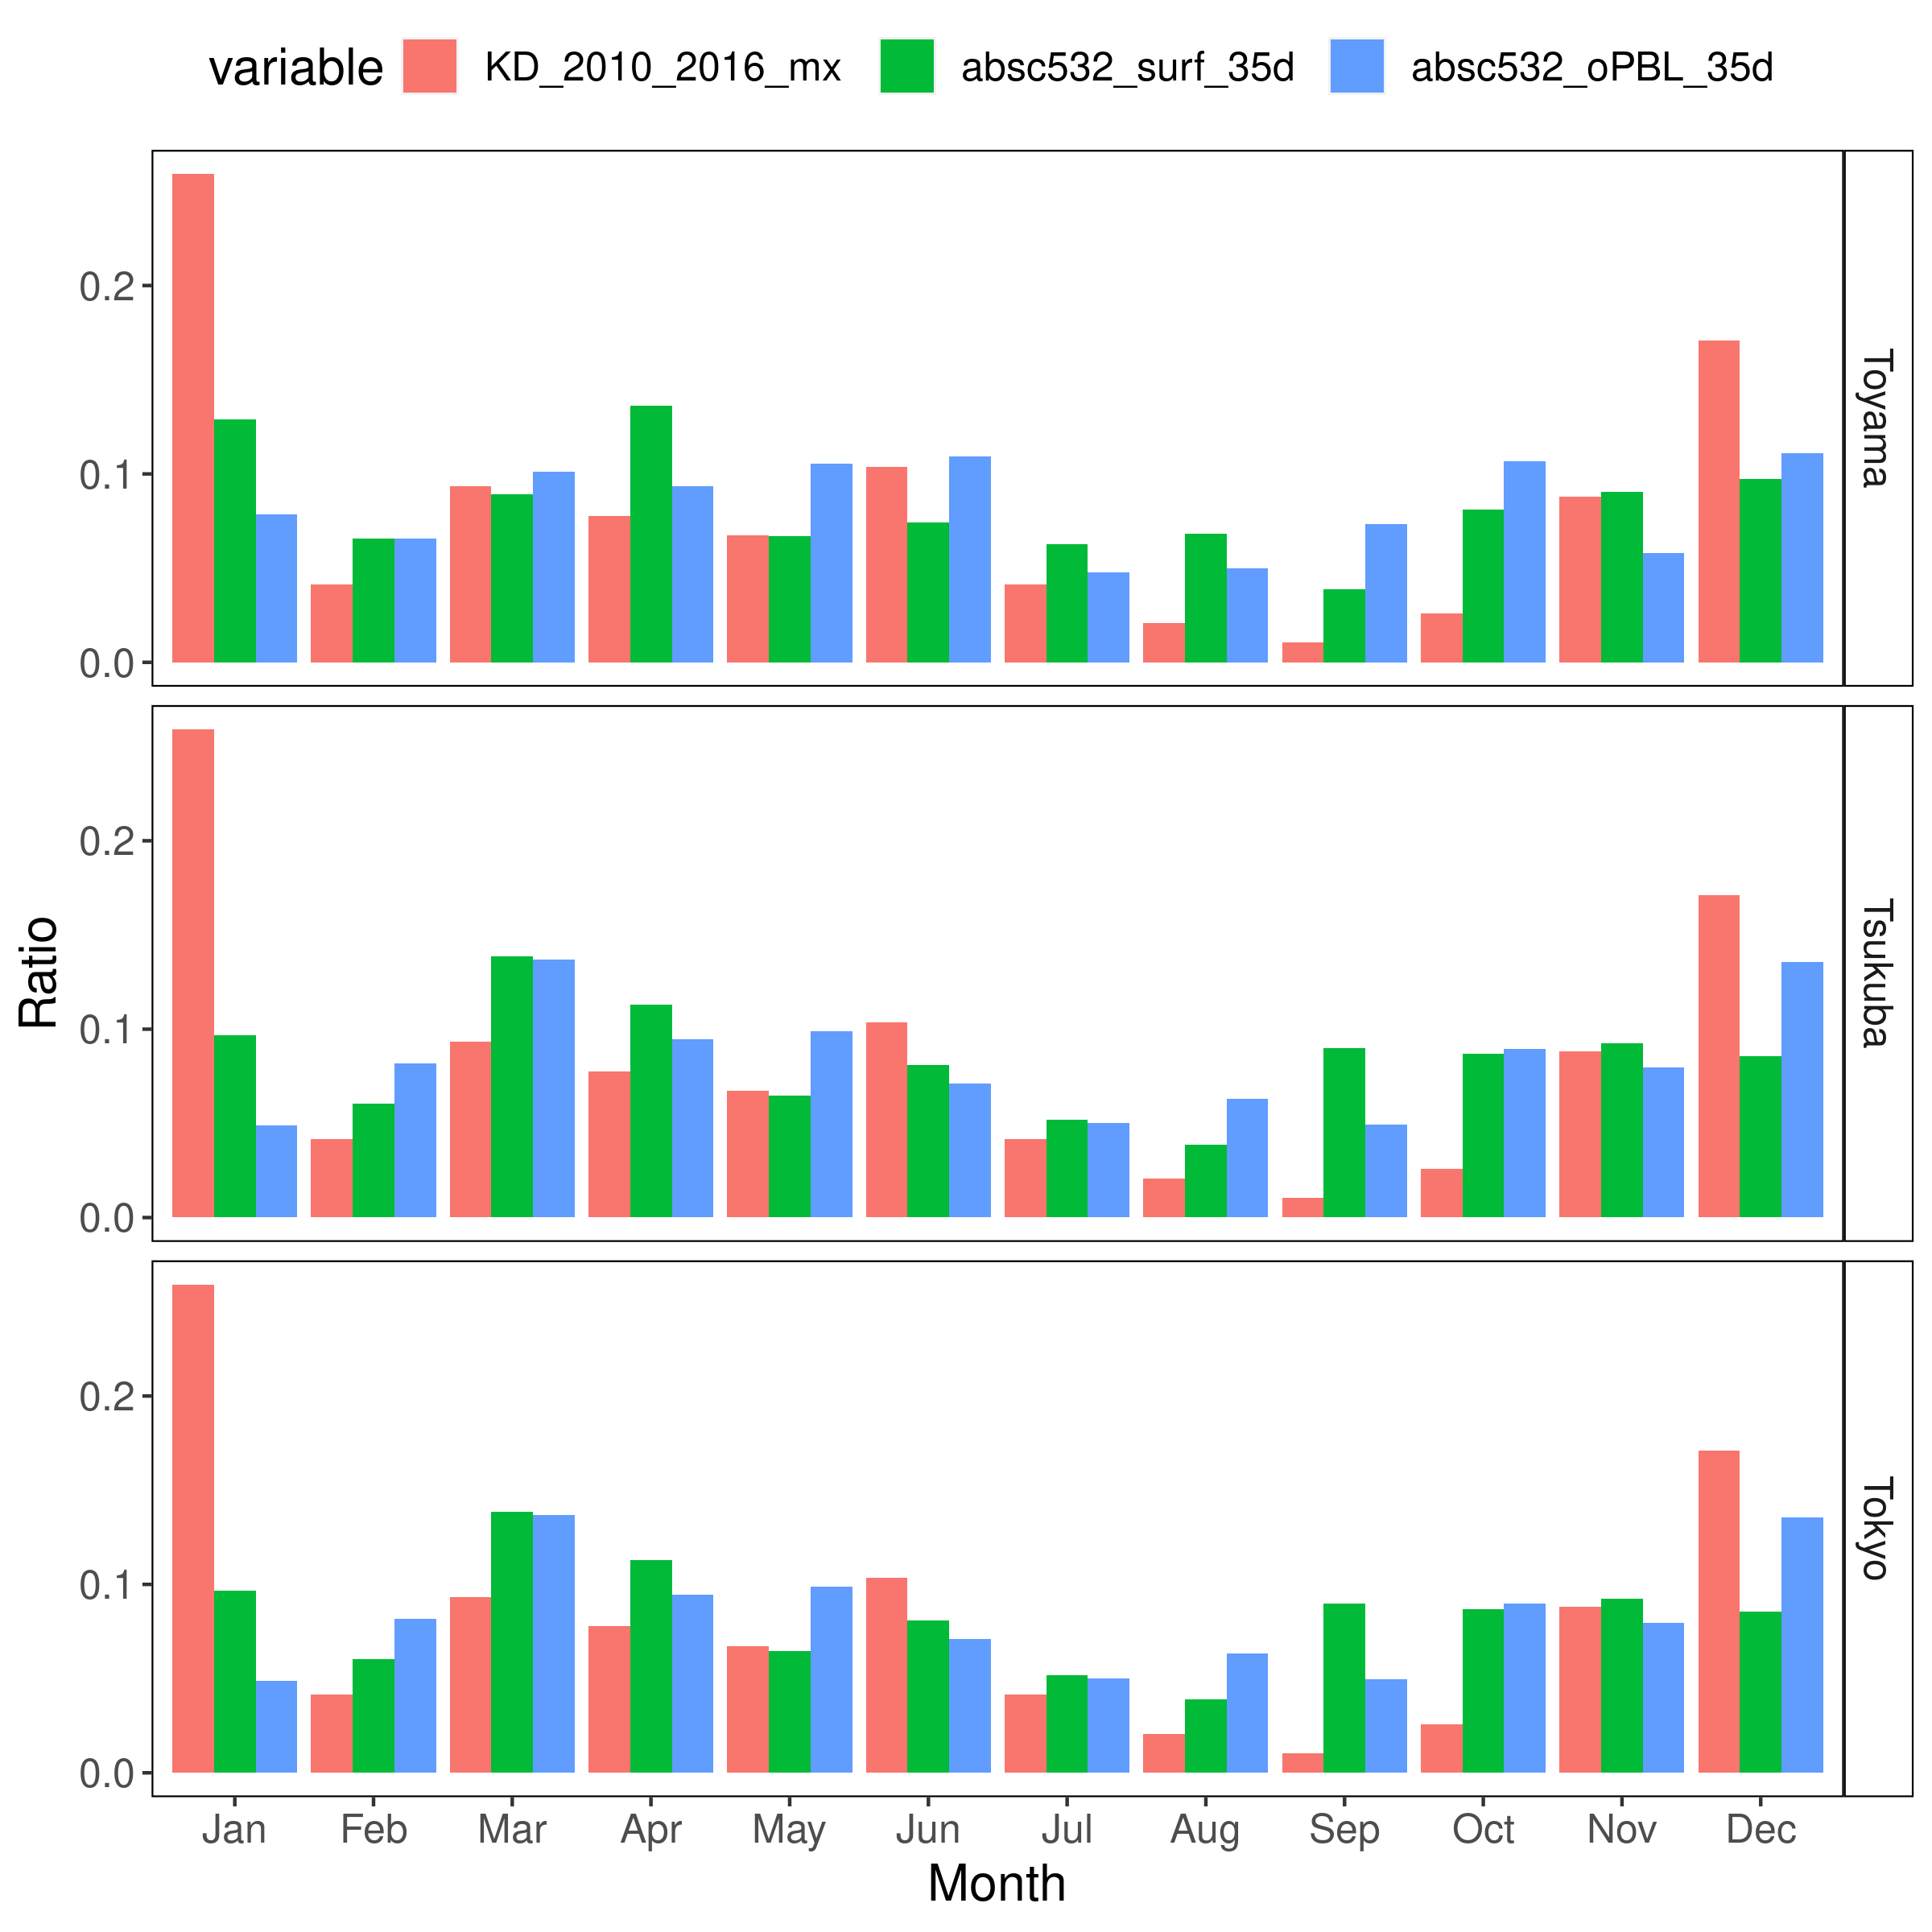 variable KD_2010_2016_mx absc532_surf_35d absc532_oPBL_35d
0.2
0.1
0.0
Toyama
Ratio
0.2
0.1
0.0
Tsukuba
0.2
0.1
0.0
Tokyo
Jan Feb Mar Apr May Jun Jul Aug Sep Oct Nov Dec
Month